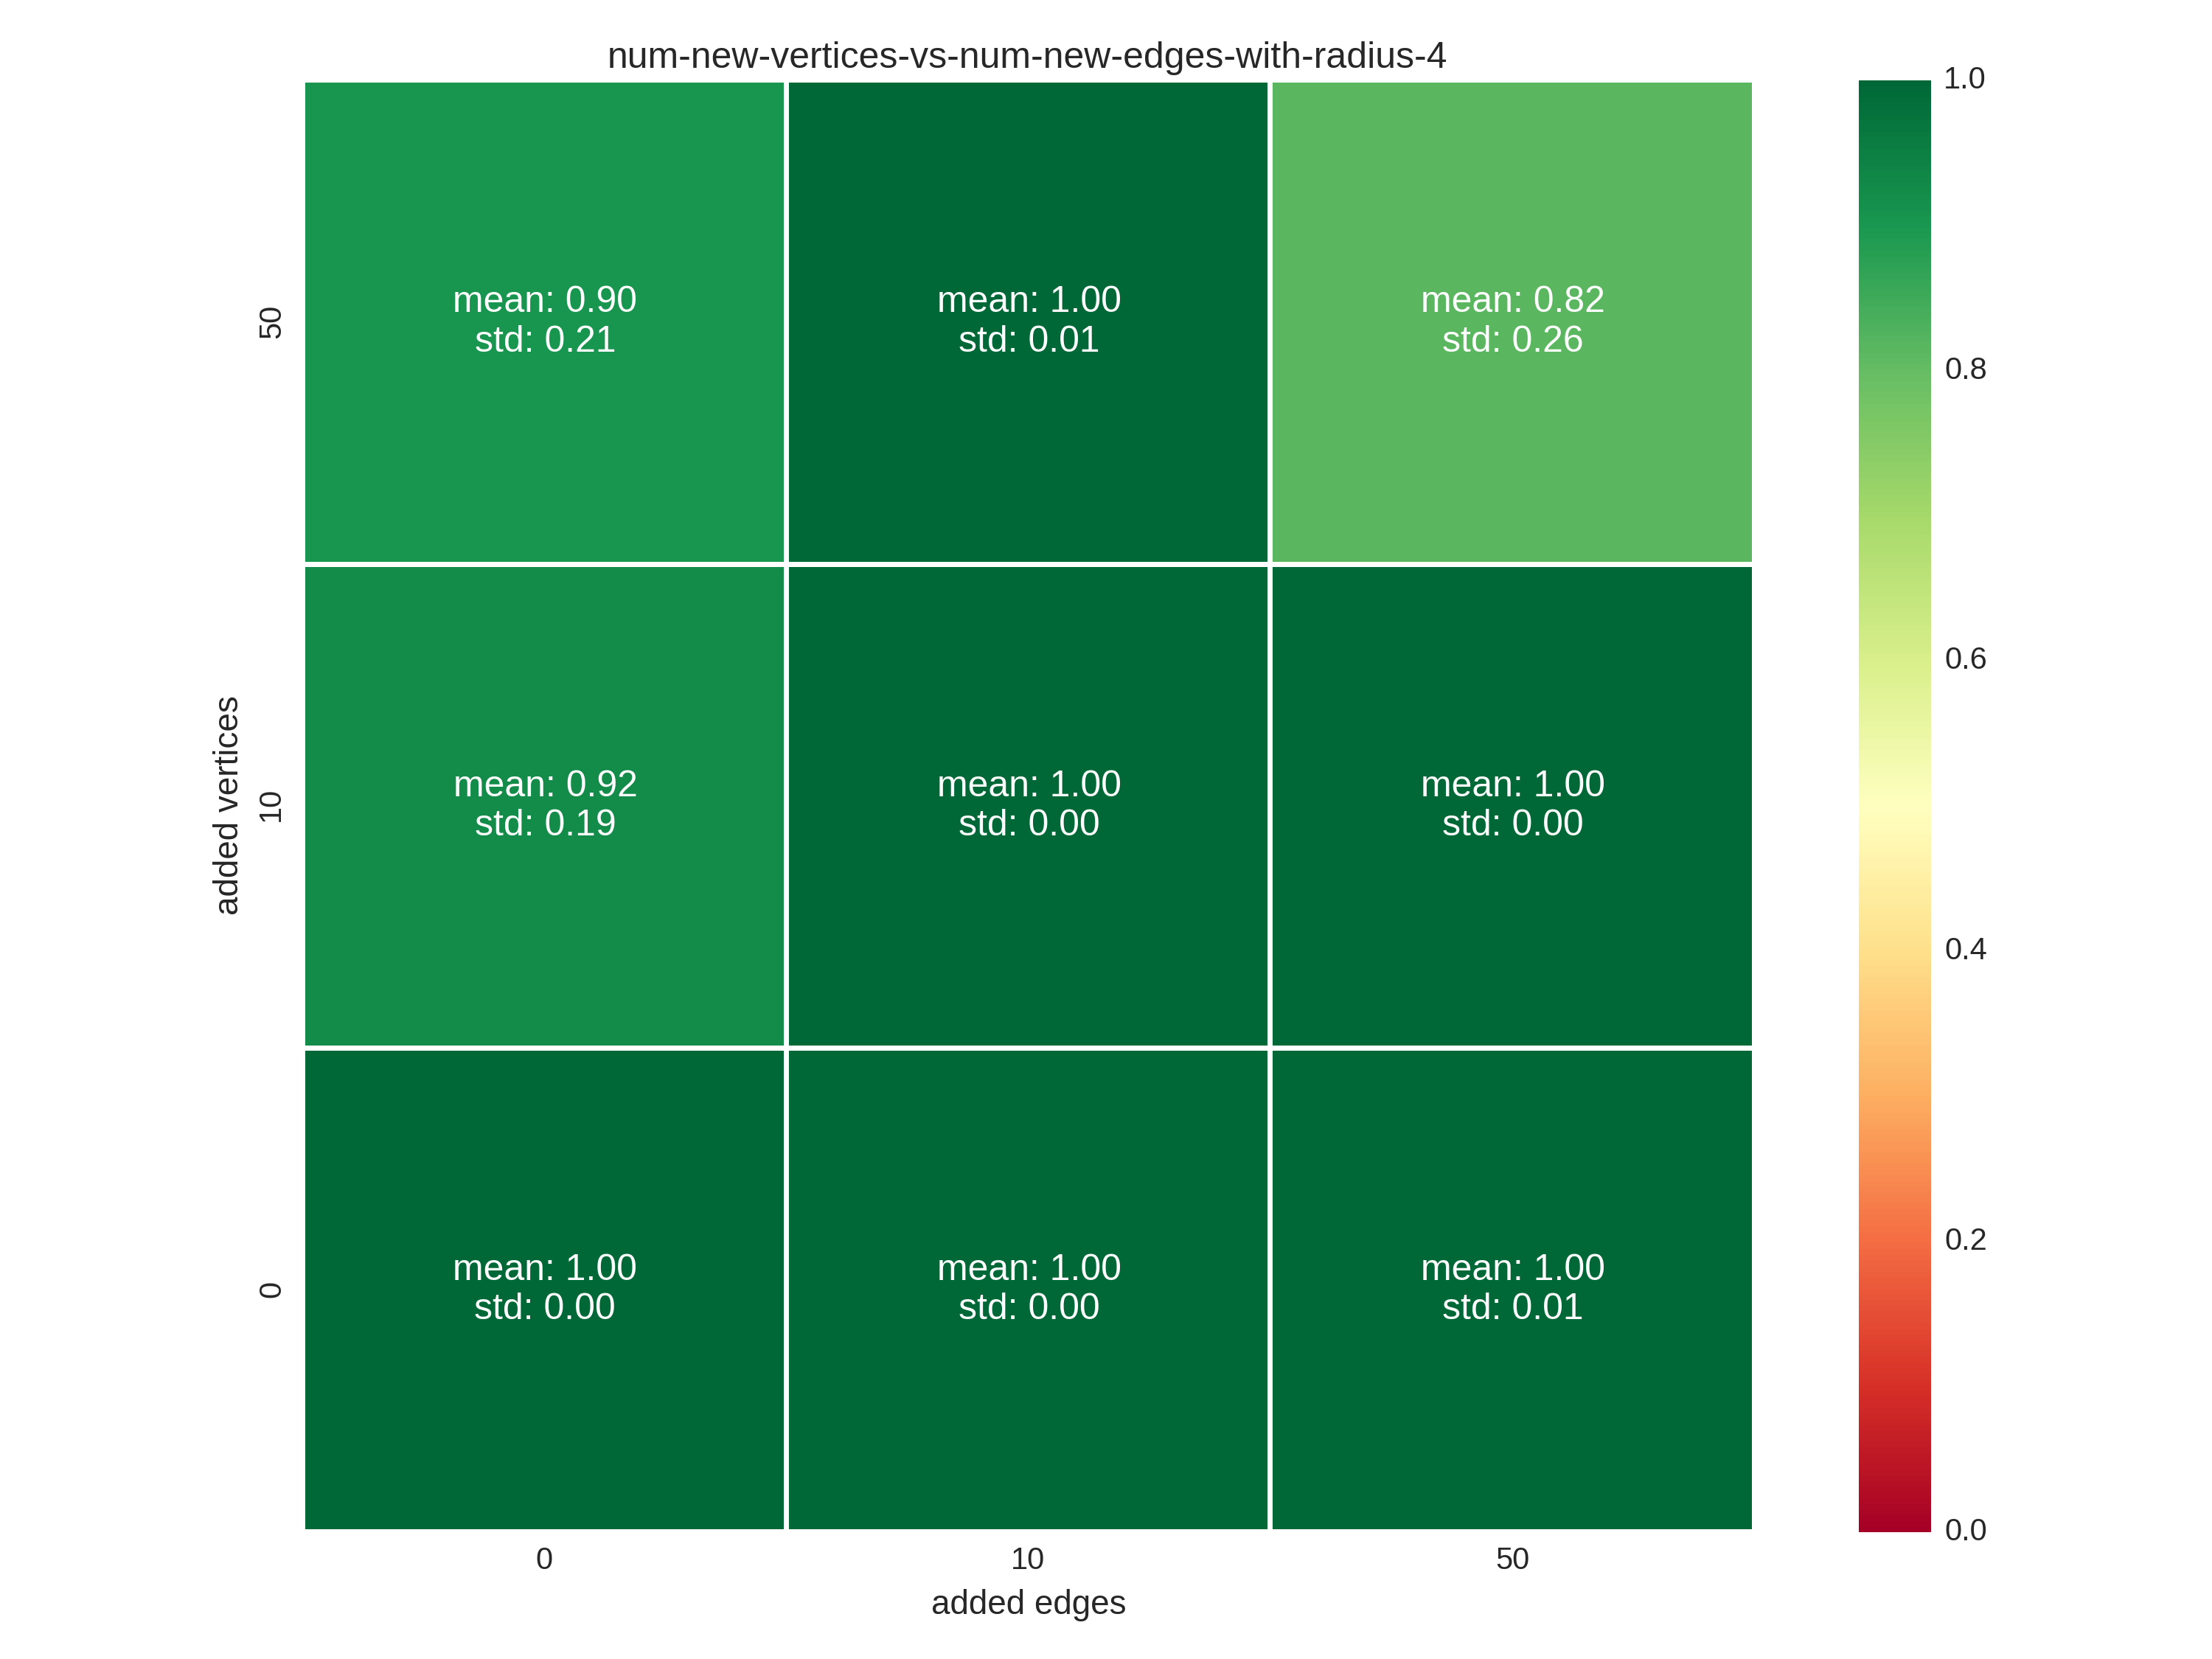 num-new-vertices-vs-num-new-edges-with-radius-4
1.0
mean: 0.90
std: 0.21
mean: 1.00
std: 0.01
mean: 0.82
std: 0.26
50
0.8
0.6
mean: 0.92
std: 0.19
mean: 1.00
std: 0.00
mean: 1.00
std: 0.00
added vertices
10
0.4
0.2
mean: 1.00
std: 0.00
mean: 1.00
std: 0.00
mean: 1.00
std: 0.01
0
0.0
0
10
50
added edges